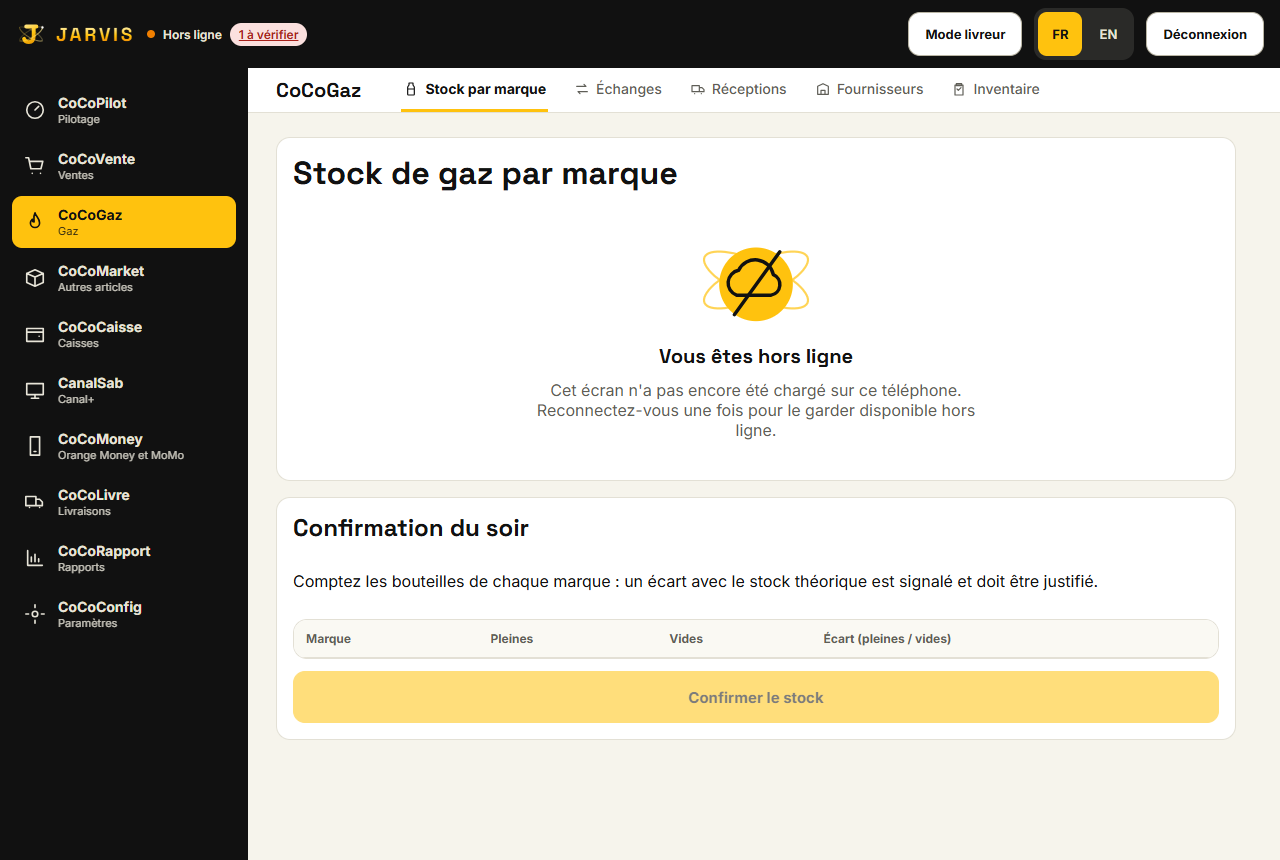 JARVIS
Hors ligne
1 à vérifier
Mode livreur
FR
EN
Déconnexion
CoCoPilot
Pilotage
CoCoVente
Ventes
CoCoGaz
Gaz
CoCoMarket
Autres articles
CoCoCaisse
Caisses
CanalSab
Canal+
CoCoMoney
Orange Money et MoMo
CoCoLivre
Livraisons
CoCoRapport
Rapports
CoCoConfig
Paramètres
CoCoGaz
Stock par marque
Échanges
Réceptions
Fournisseurs
Inventaire
Stock de gaz par marque
Vous êtes hors ligne
Cet écran n'a pas encore été chargé sur ce téléphone.
Reconnectez-vous une fois pour le garder disponible hors
ligne.
Confirmation du soir
Comptez les bouteilles de chaque marque : un écart avec le stock théorique est signalé et doit être justifié.
Marque Pleines Vides Écart (pleines / vides)
Confirmer le stock